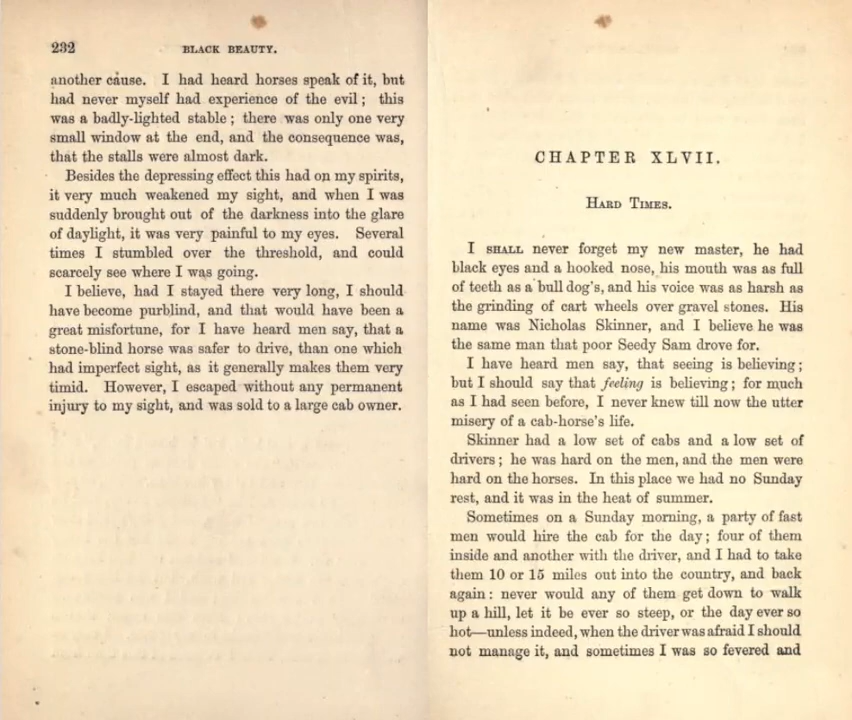 232
BLACK BEAUTY.
another cause. I had heard horses speak of it, but
had never myself had experience of the evil; this
was a badly-lighted stable; there was only one very
small window at the end, and the consequence was,
that the stalls were almost dark.
Besides the depressing effect this had on my spirits,
it very much weakened my sight, and when I was
suddenly brought out of the darkness into the glare
of daylight, it was very painful to my eyes. Several
times I stumbled over the threshold, and could
scarcely see where I was going.
I believe, had I stayed there very long, I should
have become purblind, and that would have been a
great misfortune, for I have heard men say, that a
stone-blind horse was safer to drive, than one which
had imperfect sight, as it generally makes them very
timid. However, I escaped without any permanent
injury to my sight, and was sold to a large cab owner.
CHAPTER XLVII.
HARD TIMES.
I SHALL never forget my new master, he had
black eyes and a hooked nose, his mouth was as full
of teeth as a bull dog's, and his voice was as harsh as
the grinding of cart wheels over gravel stones. His
name was Nicholas Skinner, and I believe he was
the same man that poor Seedy Sam drove for.
I have heard men say, that seeing is believing;
but I should say that feeling is believing; for much
as I had seen before, I never knew till now the utter
misery of a cab-horse's life.
Skinner had a low set of cabs and a low set of
drivers; he was hard on the men, and the men were
hard on the horses. In this place we had no Sunday
rest, and it was in the heat of summer.
Sometimes on a Sunday morning, a party of fast
men would hire the cab for the day; four of them
inside and another with the driver, and I had to take
them 10 or 15 miles out into the country, and back
again: never would any of them get down to walk
up a hill, let it be ever so steep, or the day ever so
hot—unless indeed, when the driver was afraid I should
not manage it, and sometimes I was so fevered and